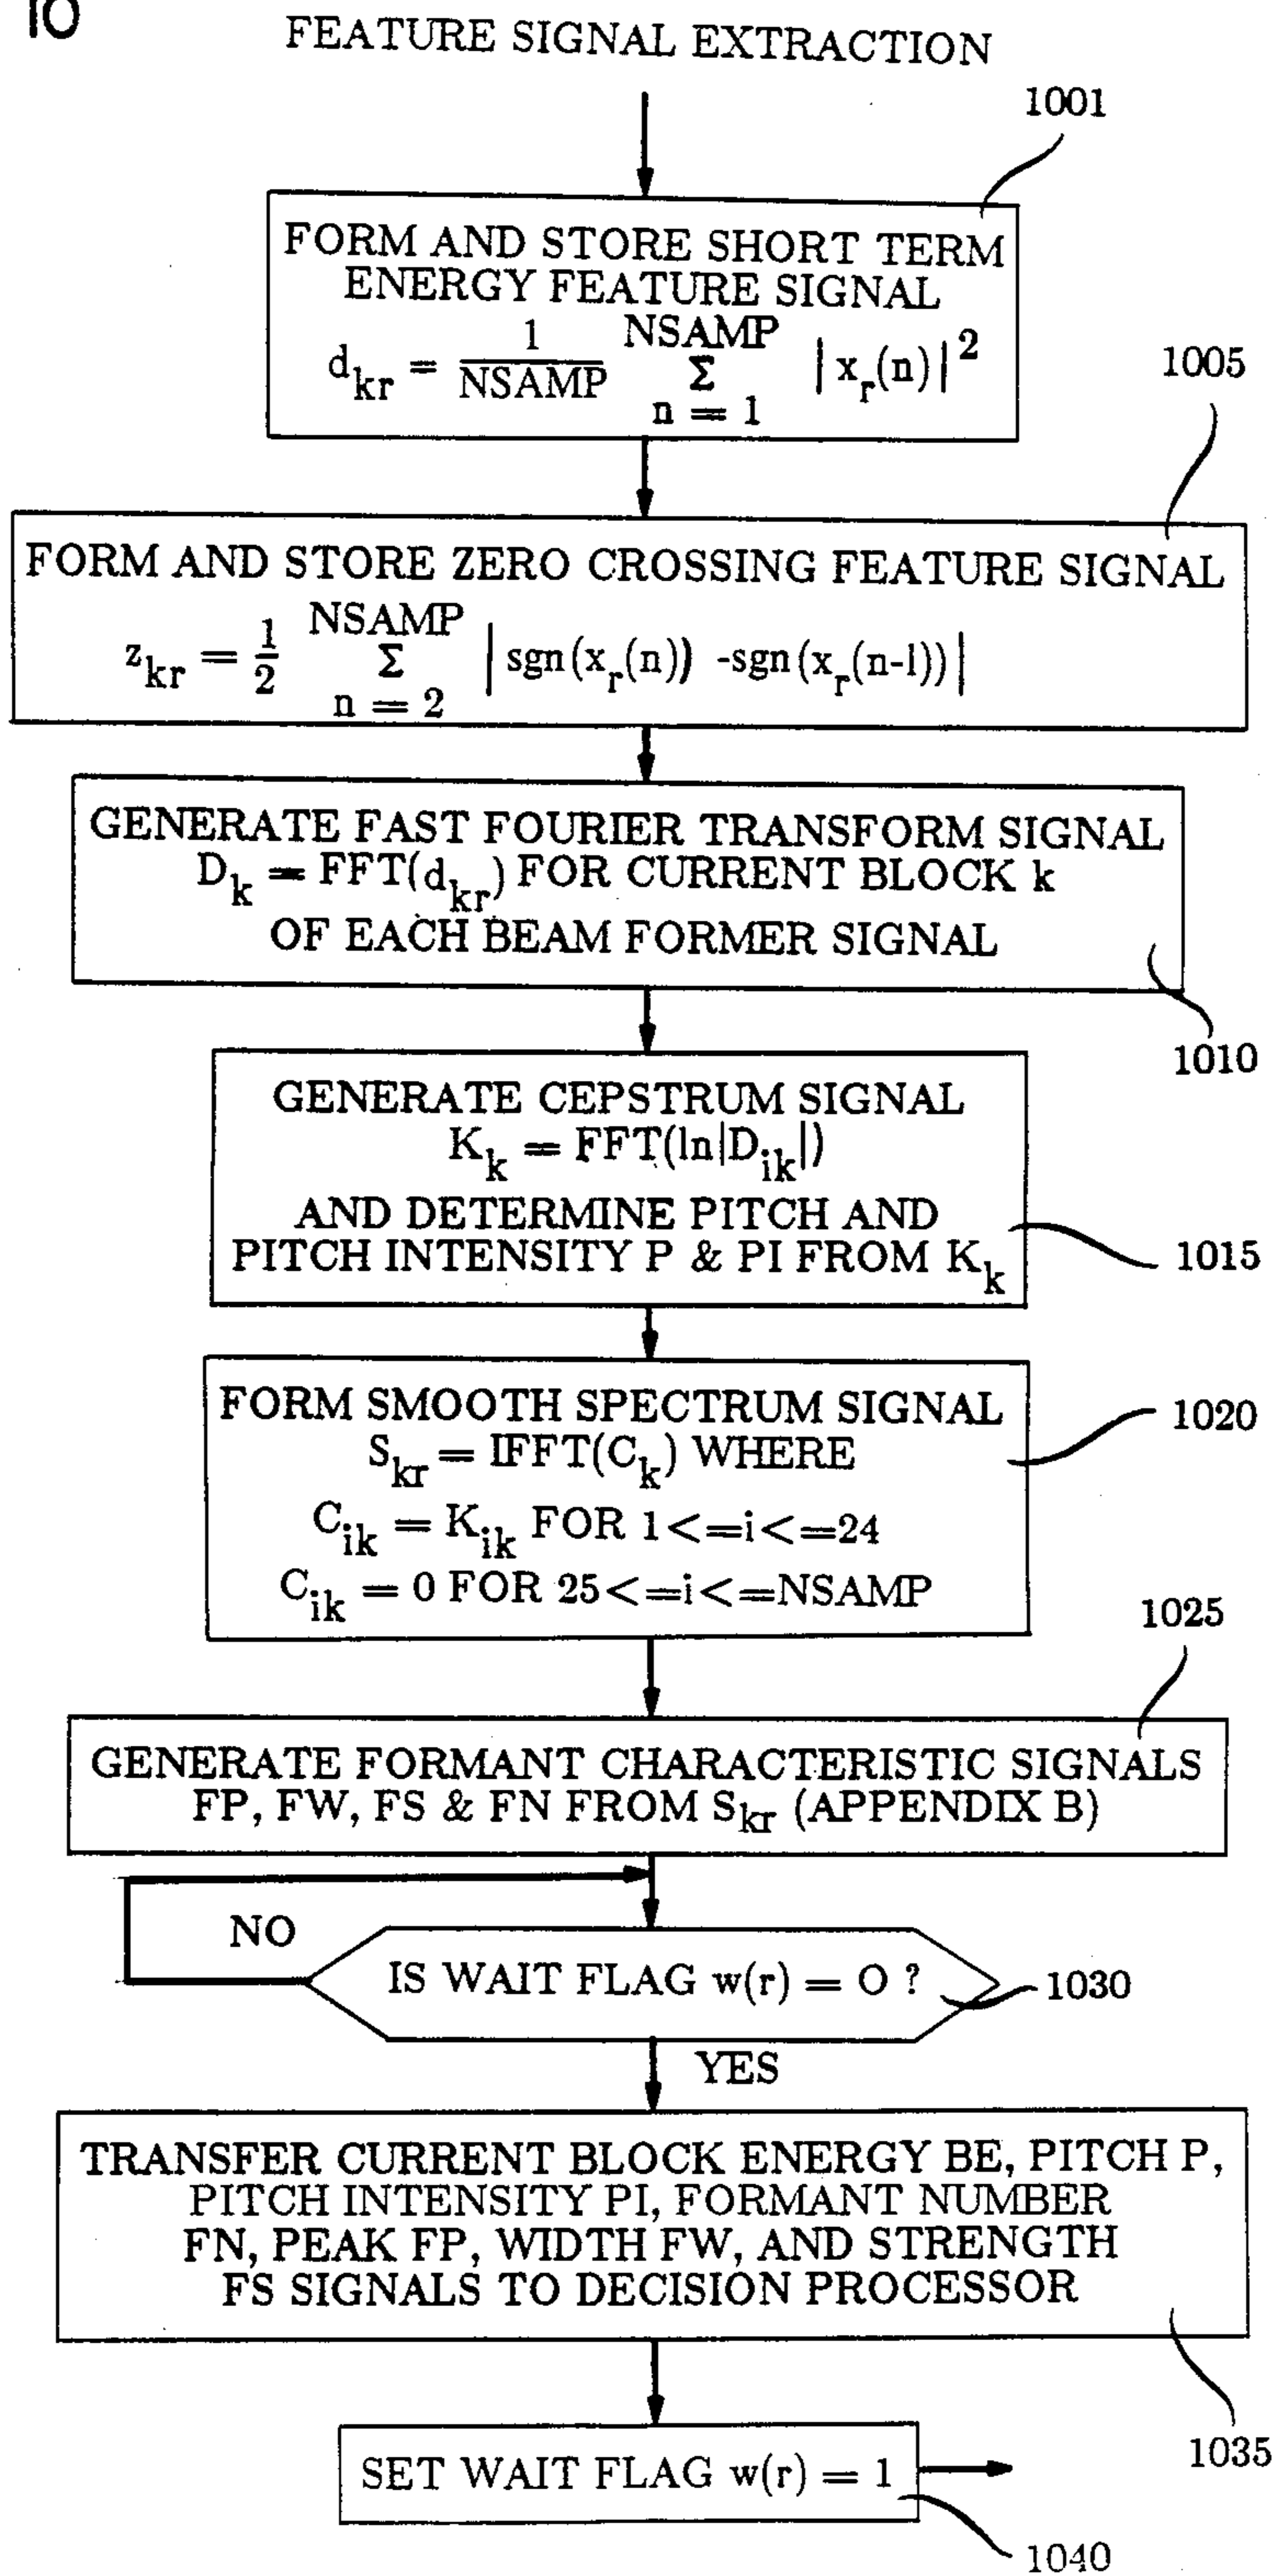 10
FEATURE SIGNAL EXTRACTION
1001
FORM AND STORE SHORT TERM
ENERGY FEATURE SIGNAL
d_kr = 1/NSAMP NSAMP Σ n = 1 |x_r(n)|^2
1005
FORM AND STORE ZERO CROSSING FEATURE SIGNAL
z_kr = 1/2 NSAMP Σ n = 2 |sgn(x_r(n)) -sgn(x_r(n-1))|
GENERATE FAST FOURIER TRANSFORM SIGNAL
D_k = FFT(d_kr) FOR CURRENT BLOCK k
OF EACH BEAM FORMER SIGNAL
1010
GENERATE CEPSTRUM SIGNAL
K_k = FFT(ln|D_ik|)
AND DETERMINE PITCH AND
PITCH INTENSITY P & PI FROM K_k
1015
FORM SMOOTH SPECTRUM SIGNAL
S_kr = IFFT(C_k) WHERE
C_ik = K_ik FOR 1<=i<=24
C_ik = 0 FOR 25<=i<=NSAMP
1020
1025
GENERATE FORMANT CHARACTERISTIC SIGNALS
FP, FW, FS & FN FROM S_kr (APPENDIX B)
NO
IS WAIT FLAG w(r) = O ?
1030
YES
TRANSFER CURRENT BLOCK ENERGY BE, PITCH P,
PITCH INTENSITY PI, FORMANT NUMBER
FN, PEAK FP, WIDTH FW, AND STRENGTH
FS SIGNALS TO DECISION PROCESSOR
1035
SET WAIT FLAG w(r) = 1
1040